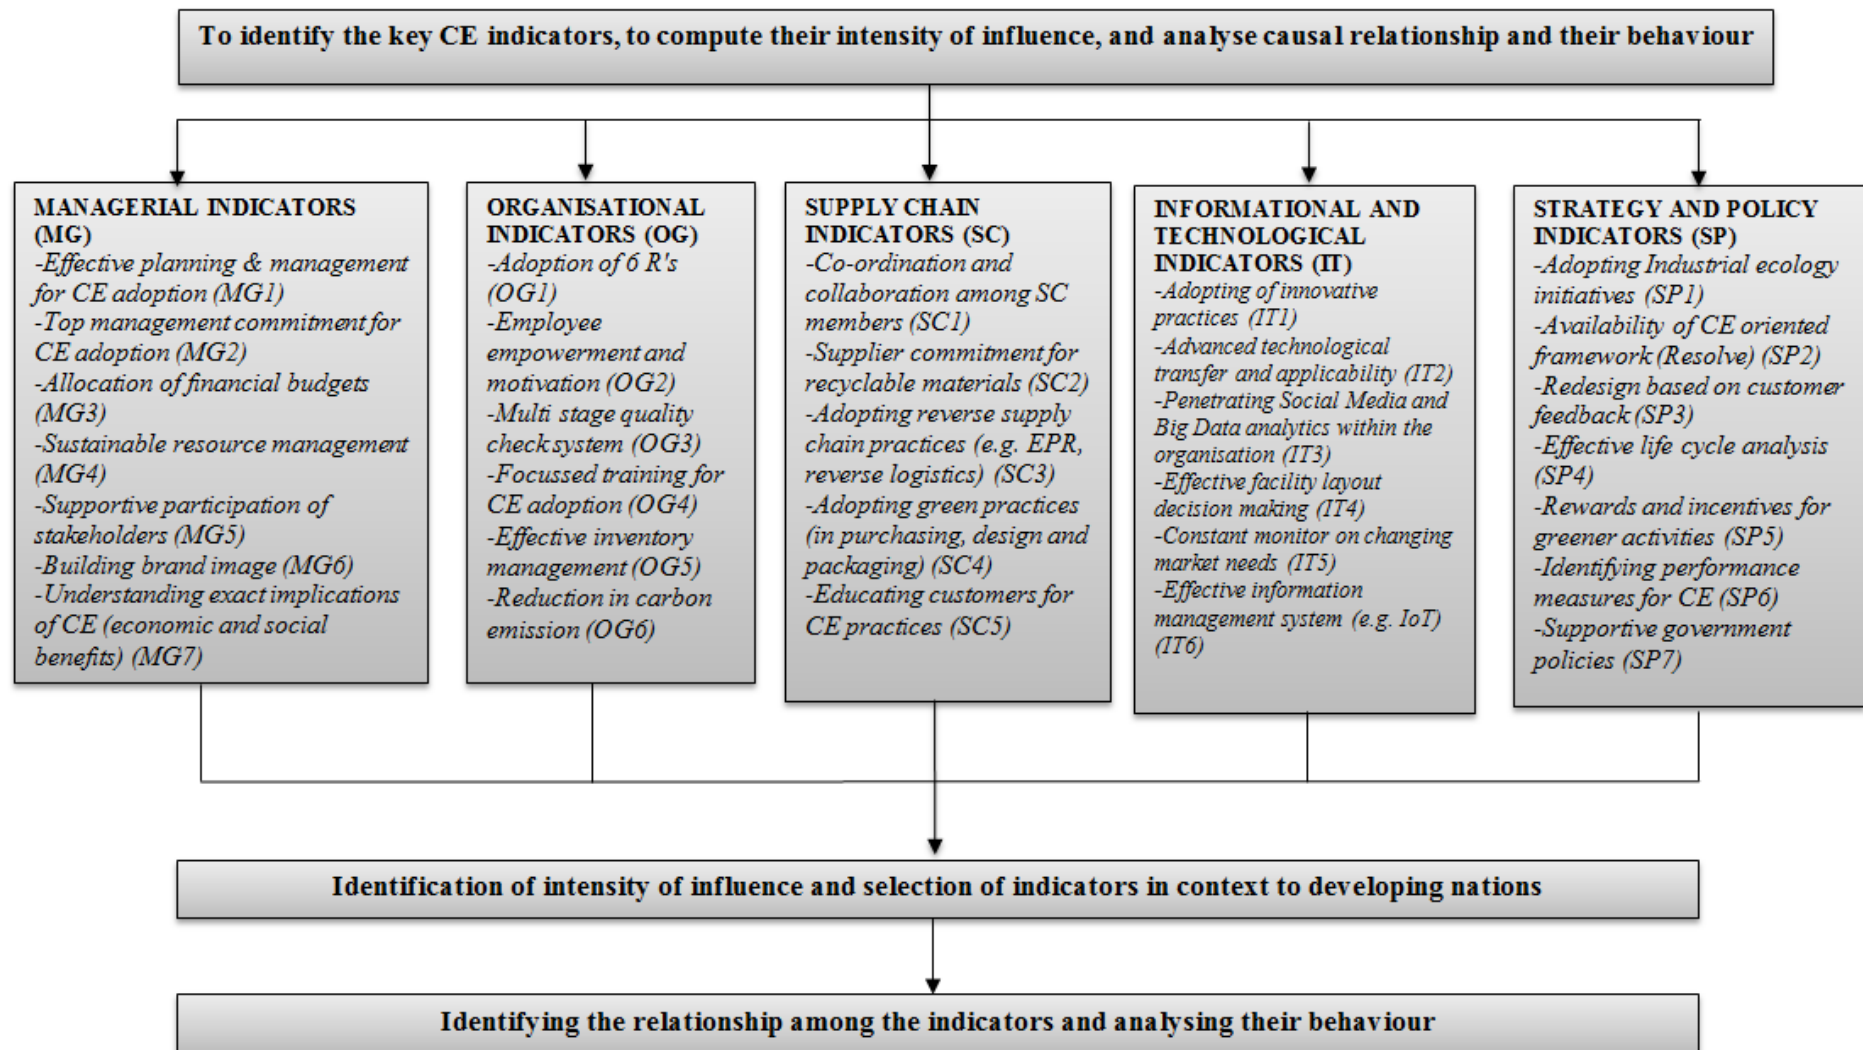 To identify the key CE indicators, to compute their intensity of influence, and analyse causal relationship and their behaviour
MANAGERIAL INDICATORS
(MG)
-Effective planning & management
for CE adoption (MG1)
-Top management commitment for
CE adoption (MG2)
-Allocation of financial budgets
(MG3)
-Sustainable resource management
(MG4)
-Supportive participation of
stakeholders (MG5)
-Building brand image (MG6)
-Understanding exact implications
of CE (economic and social
benefits) (MG7)
ORGANISATIONAL
INDICATORS (OG)
-Adoption of 6 R's
(OG1)
-Employee
empowerment and
motivation (OG2)
-Multi stage quality
check system (OG3)
-Focussed training for
CE adoption (OG4)
-Effective inventory
management (OG5)
-Reduction in carbon
emission (OG6)
SUPPLY CHAIN
INDICATORS (SC)
-Co-ordination and
collaboration among SC
members (SC1)
-Supplier commitment for
recyclable materials (SC2)
-Adopting reverse supply
chain practices (e.g. EPR,
reverse logistics) (SC3)
-Adopting green practices
(in purchasing, design and
packaging) (SC4)
-Educating customers for
CE practices (SC5)
INFORMATIONAL AND
TECHNOLOGICAL
INDICATORS (IT)
-Adopting of innovative
practices (IT1)
-Advanced technological
transfer and applicability (IT2)
-Penetrating Social Media and
Big Data analytics within the
organisation (IT3)
-Effective facility layout
decision making (IT4)
-Constant monitor on changing
market needs (IT5)
-Effective information
management system (e.g. IoT)
(IT6)
STRATEGY AND POLICY
INDICATORS (SP)
-Adopting Industrial ecology
initiatives (SP1)
-Availability of CE oriented
framework (Resolve) (SP2)
-Redesign based on customer
feedback (SP3)
-Effective life cycle analysis
(SP4)
-Rewards and incentives for
greener activities (SP5)
-Identifying performance
measures for CE (SP6)
-Supportive government
policies (SP7)
Identification of intensity of influence and selection of indicators in context to developing nations
Identifying the relationship among the indicators and analysing their behaviour